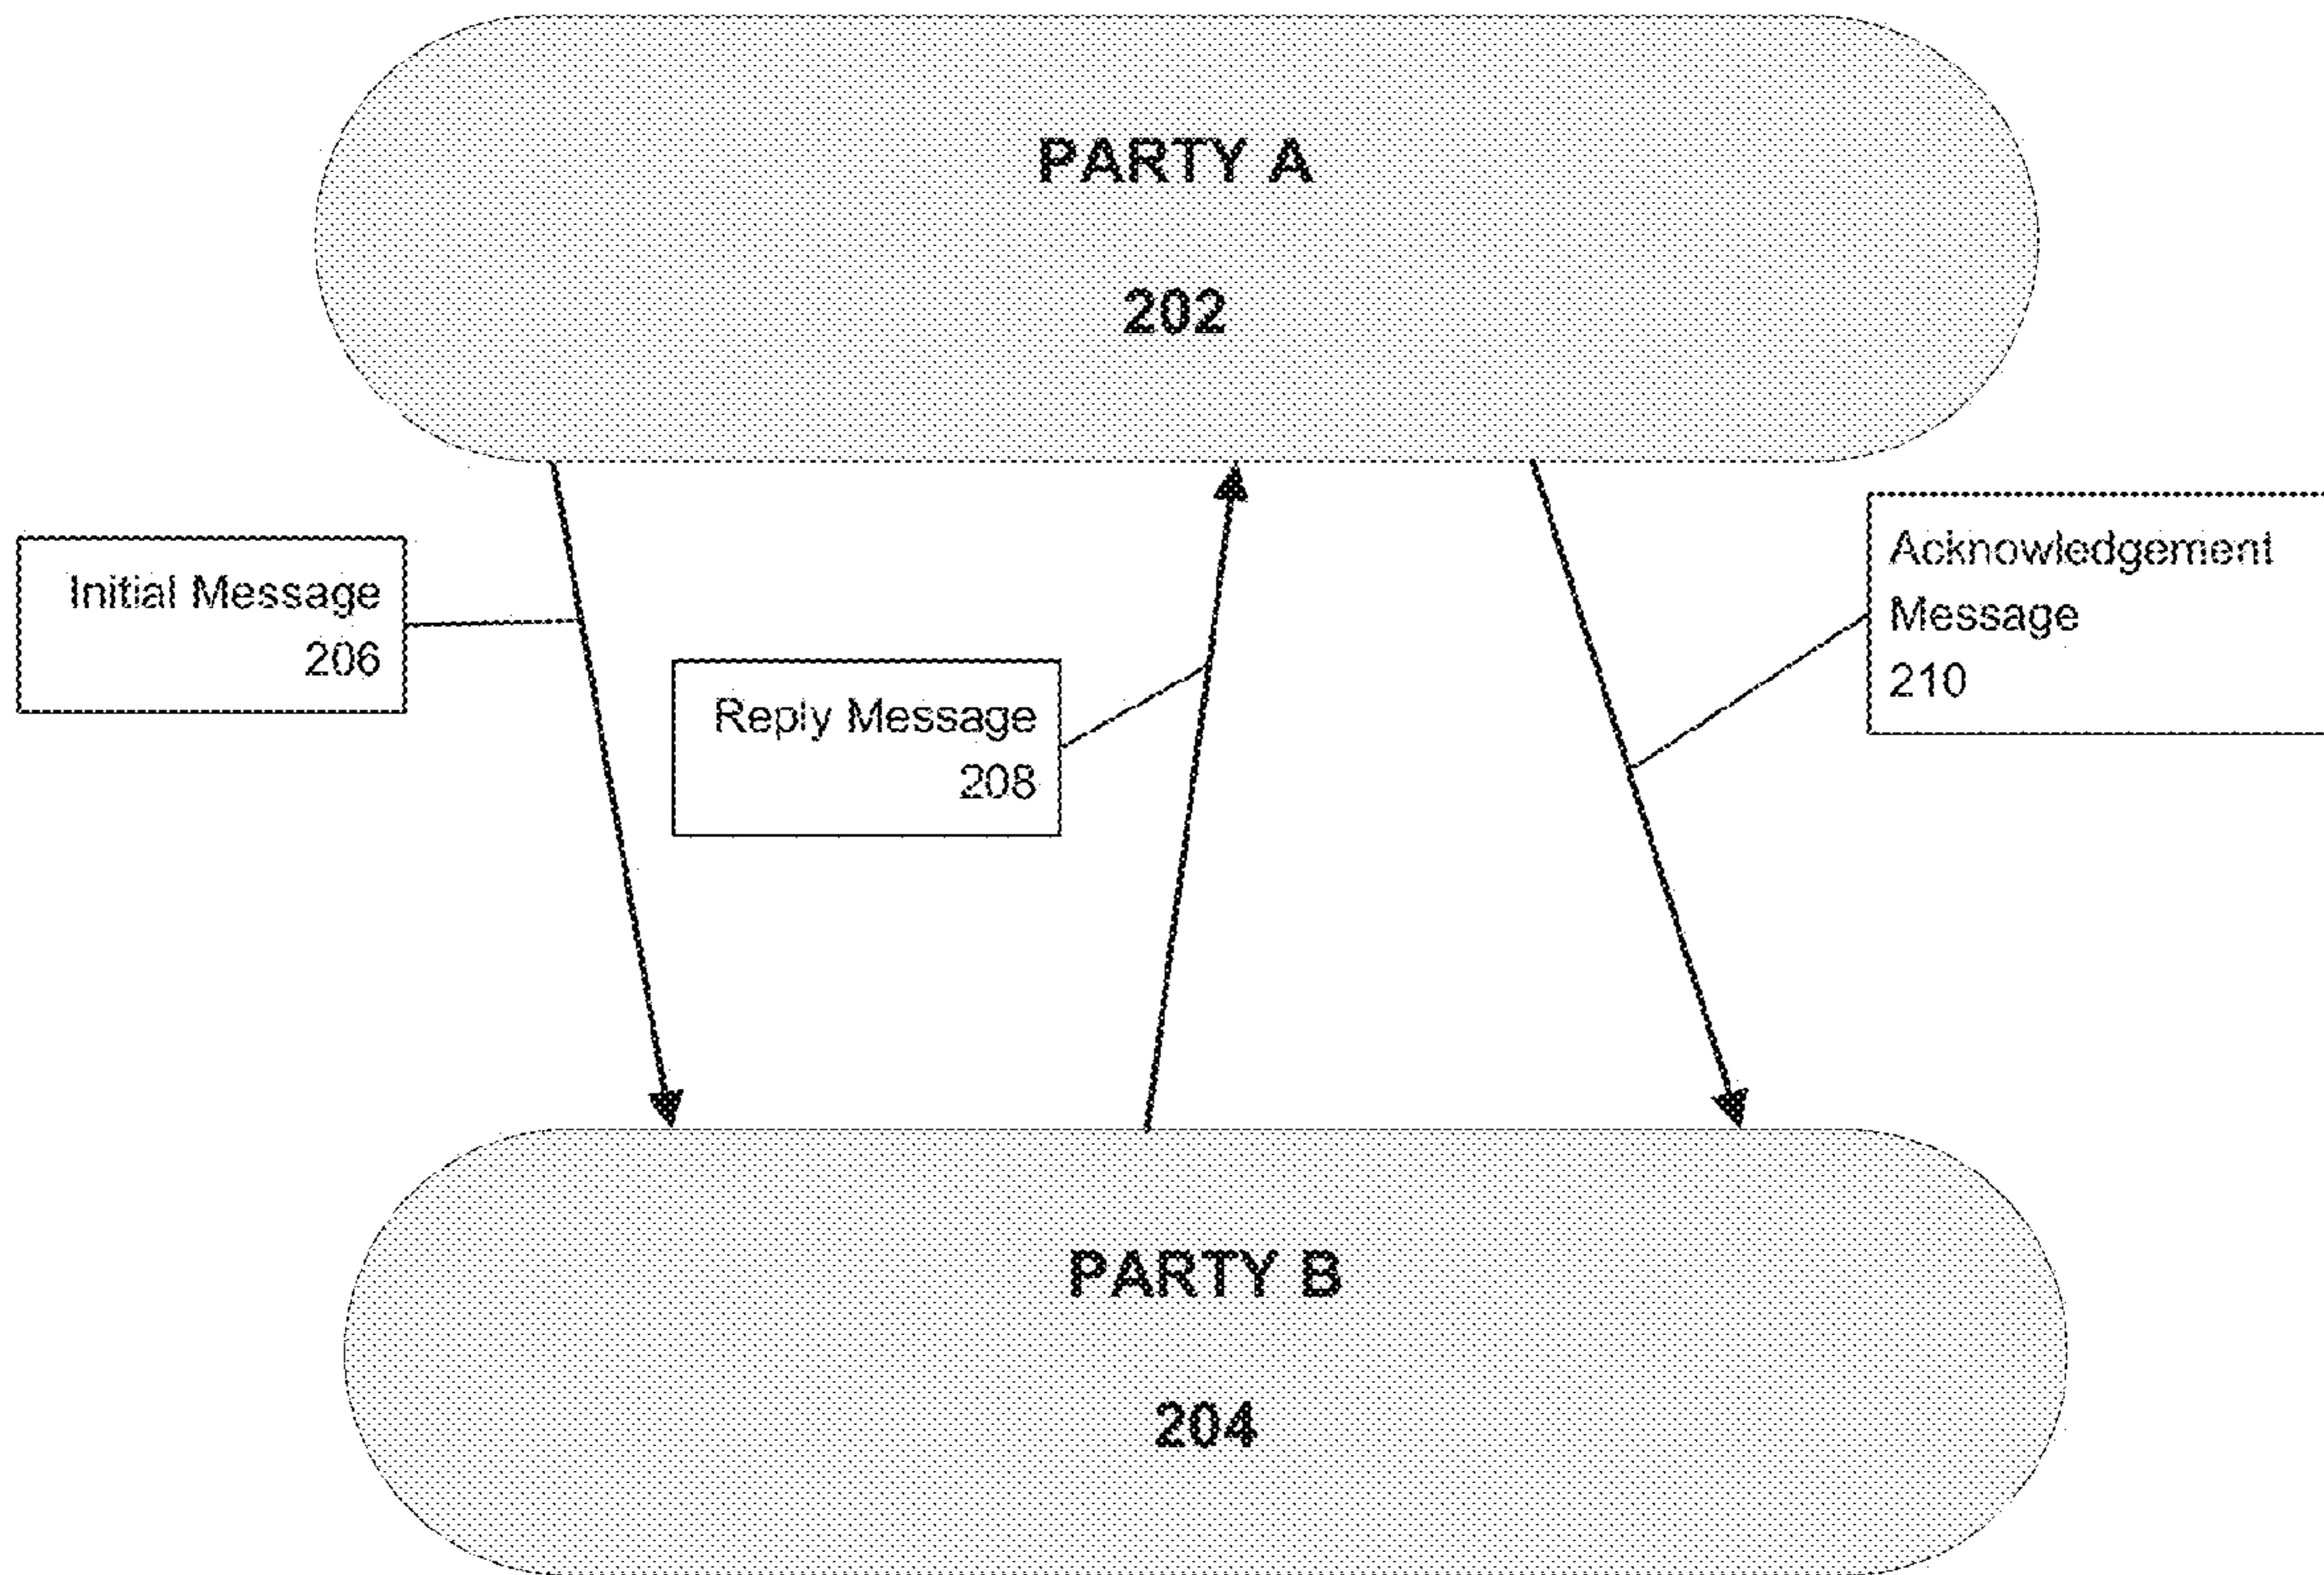 PARTY A
202
Initial Message
206
Reply Message
208
Acknowledgement
Message
210
PARTY B
204